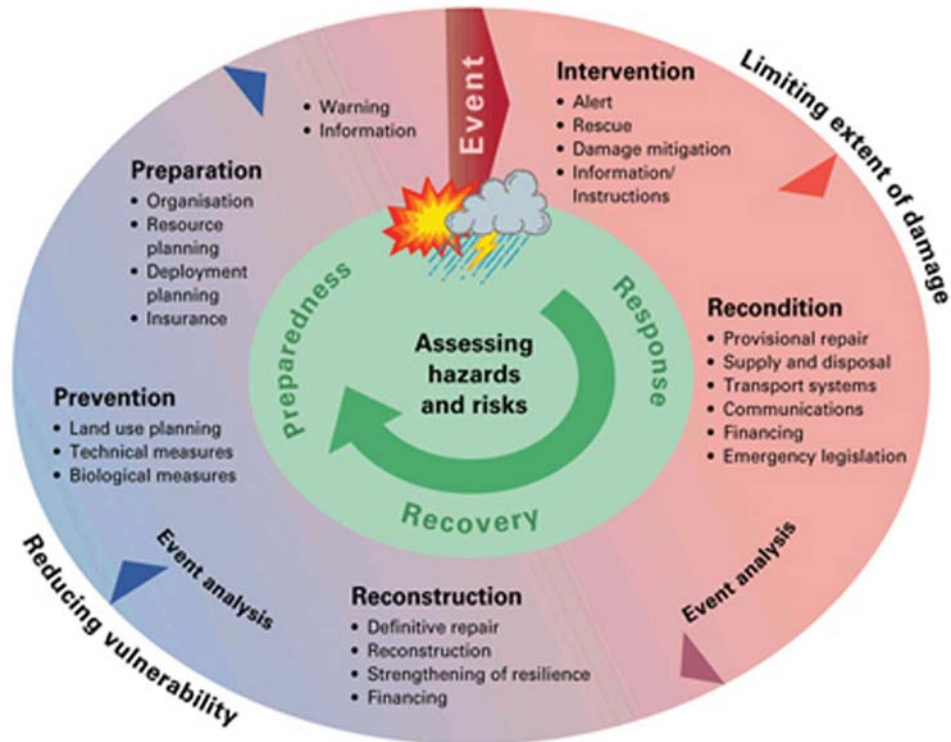 Event
Intervention
• Alert
• Rescue
• Damage mitigation
• Information/
Instructions
Limiting extent of damage
Recondition
• Provisional repair
• Supply and disposal
• Transport systems
• Communications
• Financing
• Emergency legislation
Event analysis
Reconstruction
• Definitive repair
• Reconstruction
• Strengthening of resilience
• Financing
Event analysis
Reducing vulnerability
Prevention
• Land use planning
• Technical measures
• Biological measures
Preparation
• Organisation
• Resource
planning
• Deployment
planning
• Insurance
• Warning
• Information
Preparedness
Response
Recovery
Assessing
hazards
and risks